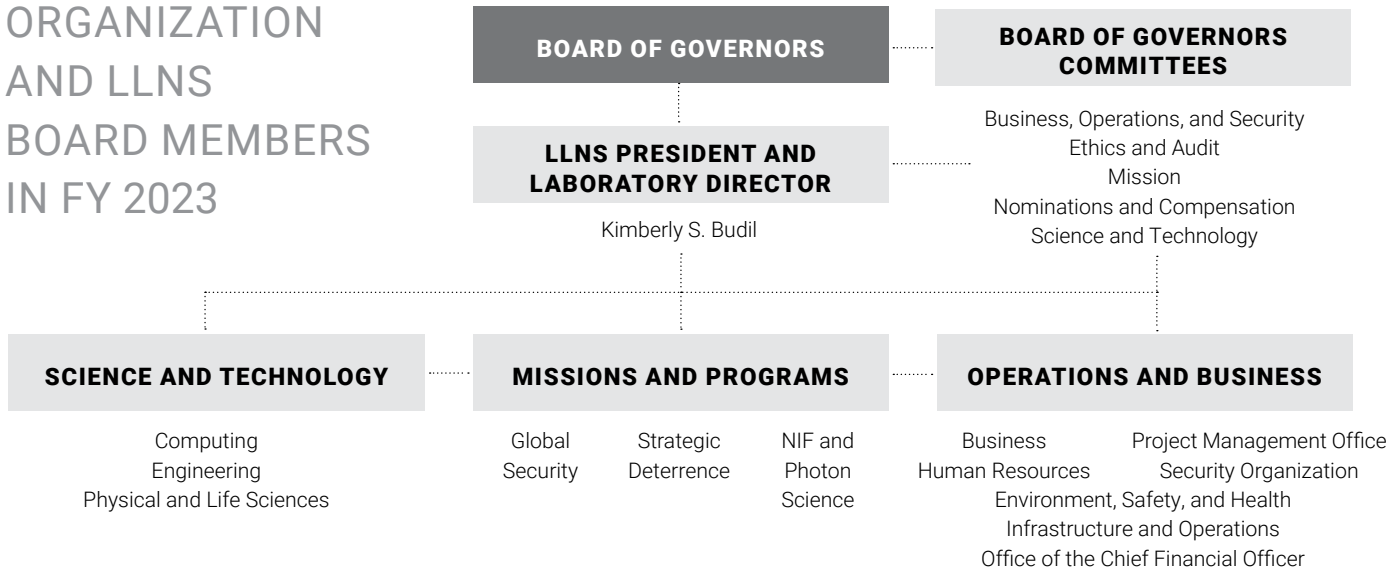 ORGANIZATION
AND LLNS
BOARD MEMBERS
IN FY 2023
BOARD OF GOVERNORS
BOARD OF GOVERNORS
COMMITTEES
Business, Operations, and Security
Ethics and Audit
Mission
Nominations and Compensation
Science and Technology
LLNS PRESIDENT AND
LABORATORY DIRECTOR
Kimberly S. Budil
SCIENCE AND TECHNOLOGY
Computing
Engineering
Physical and Life Sciences
MISSIONS AND PROGRAMS
Global
Security
Strategic
Deterrence
NIF and
Photon
Science
OPERATIONS AND BUSINESS
Business
Human Resources
Project Management Office
Security Organization
Environment, Safety, and Health
Infrastructure and Operations
Office of the Chief Financial Officer